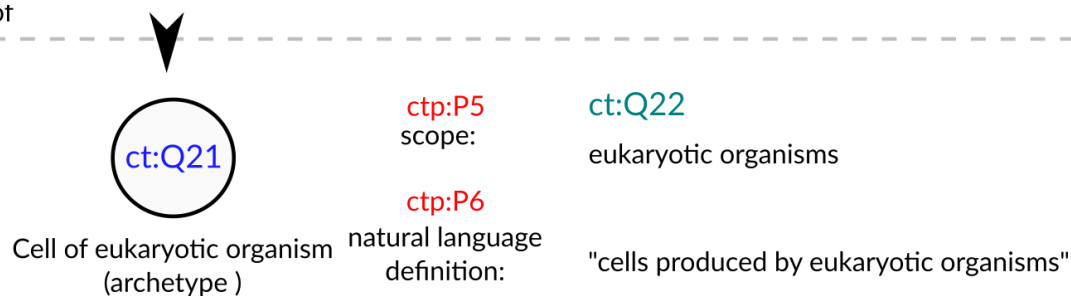 ctp:P5
ct:Q22
scope:
ct:Q21
eukaryotic organisms
ctp:P6
Cell of eukaryotic organism
(archetype )
natural language
definition:
"cells produced by eukaryotic organisms"